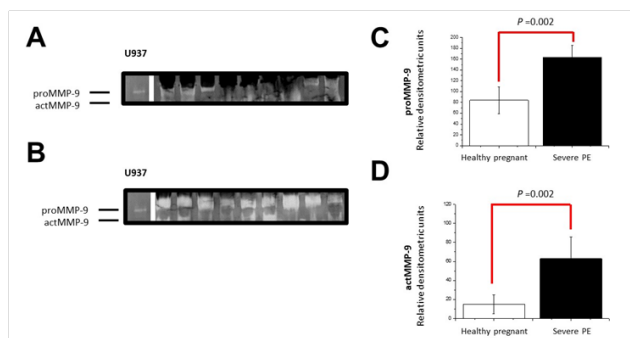 A
U937
proMMP-9
actMMP-9
B
U937
proMMP-9
actMMP-9
C
P =0.002
proMMP-9
Relative densitometric units
200
180
160
140
120
100
80
60
40
20
0
Healthy pregnant
Severe PE
D
P =0.002
actMMP-9
Relative densitometric units
120
100
80
60
40
20
0
Healthy pregnant
Severe PE